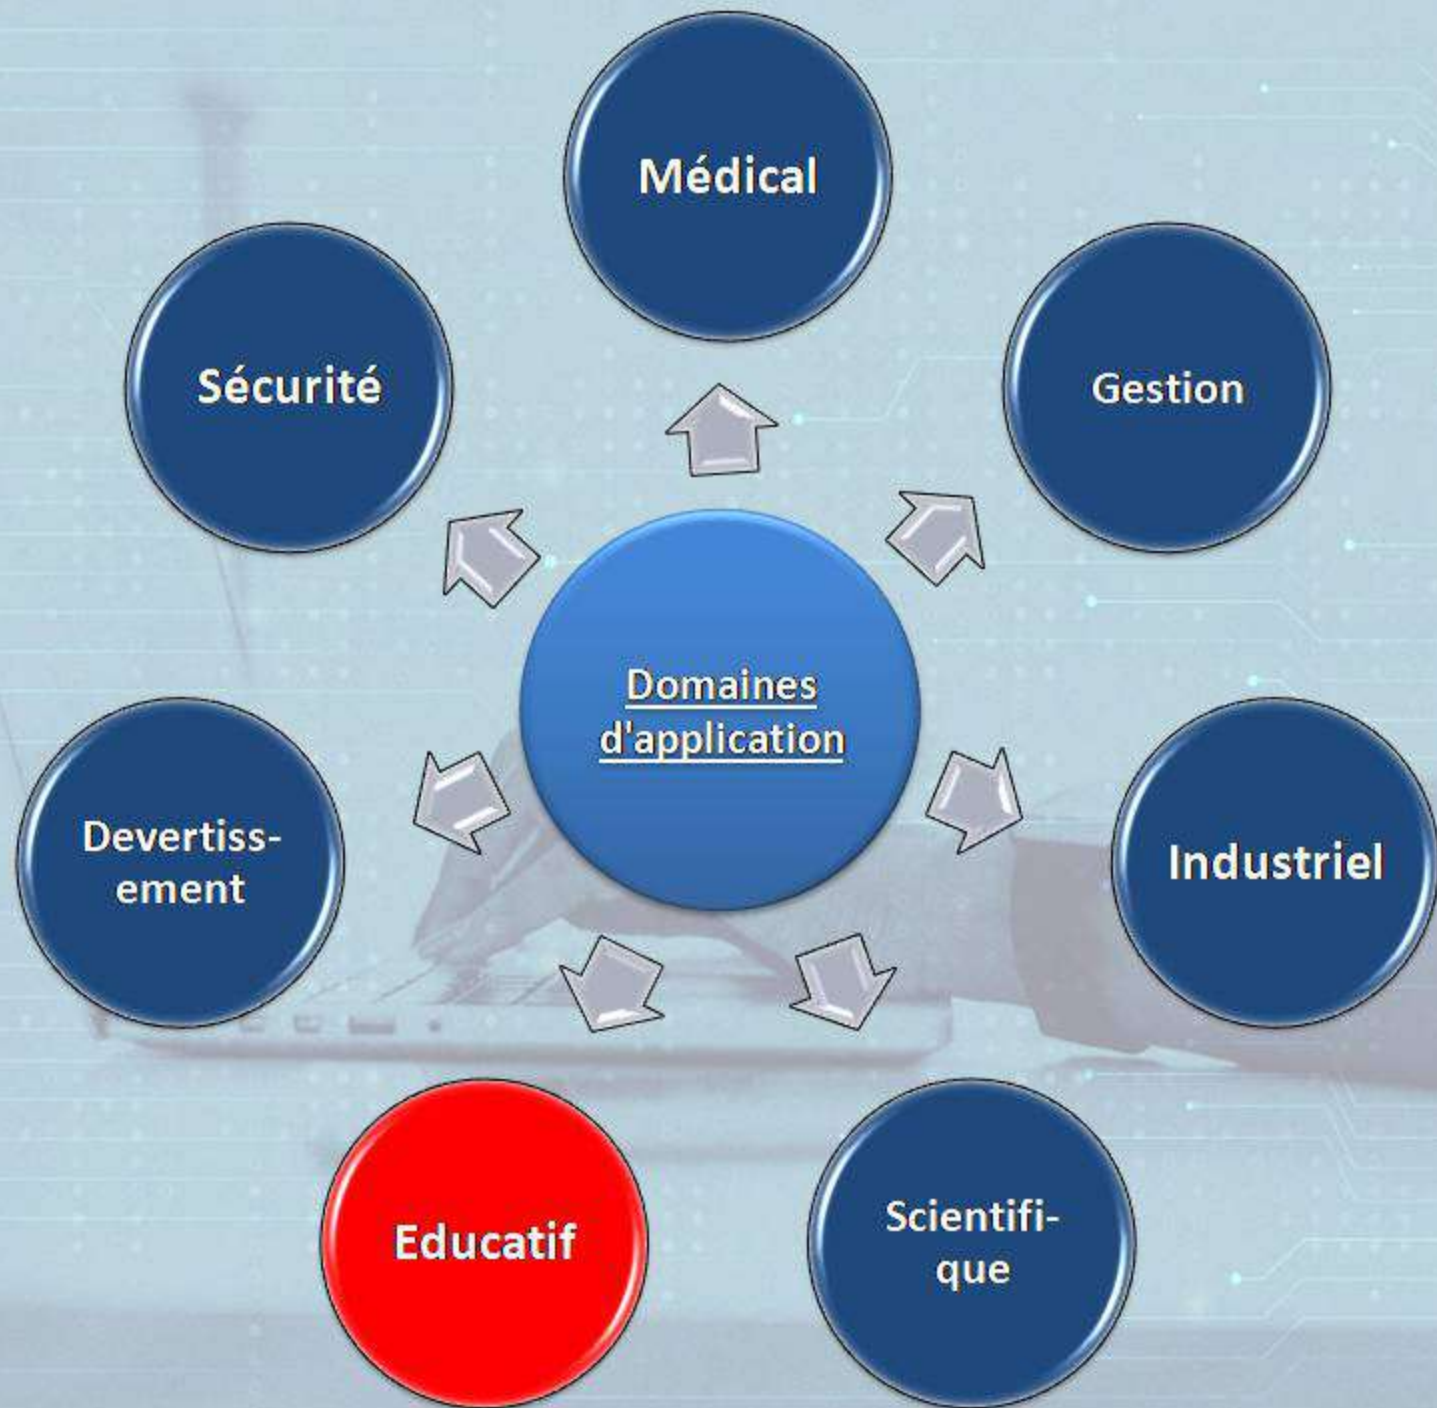 Médical
Sécurité
Gestion
Domaines
d'application
Devertiss-
ement
Industriel
Educatif
Scientifi-
que